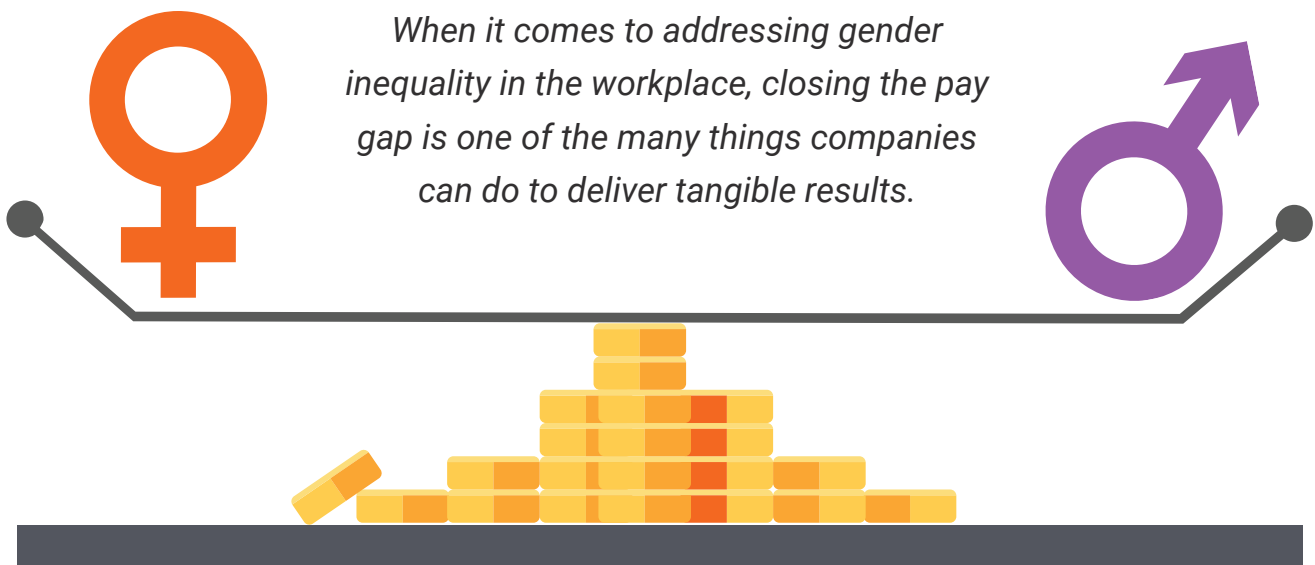 When it comes to addressing gender
inequality in the workplace, closing the pay
gap is one of the many things companies
can do to deliver tangible results.